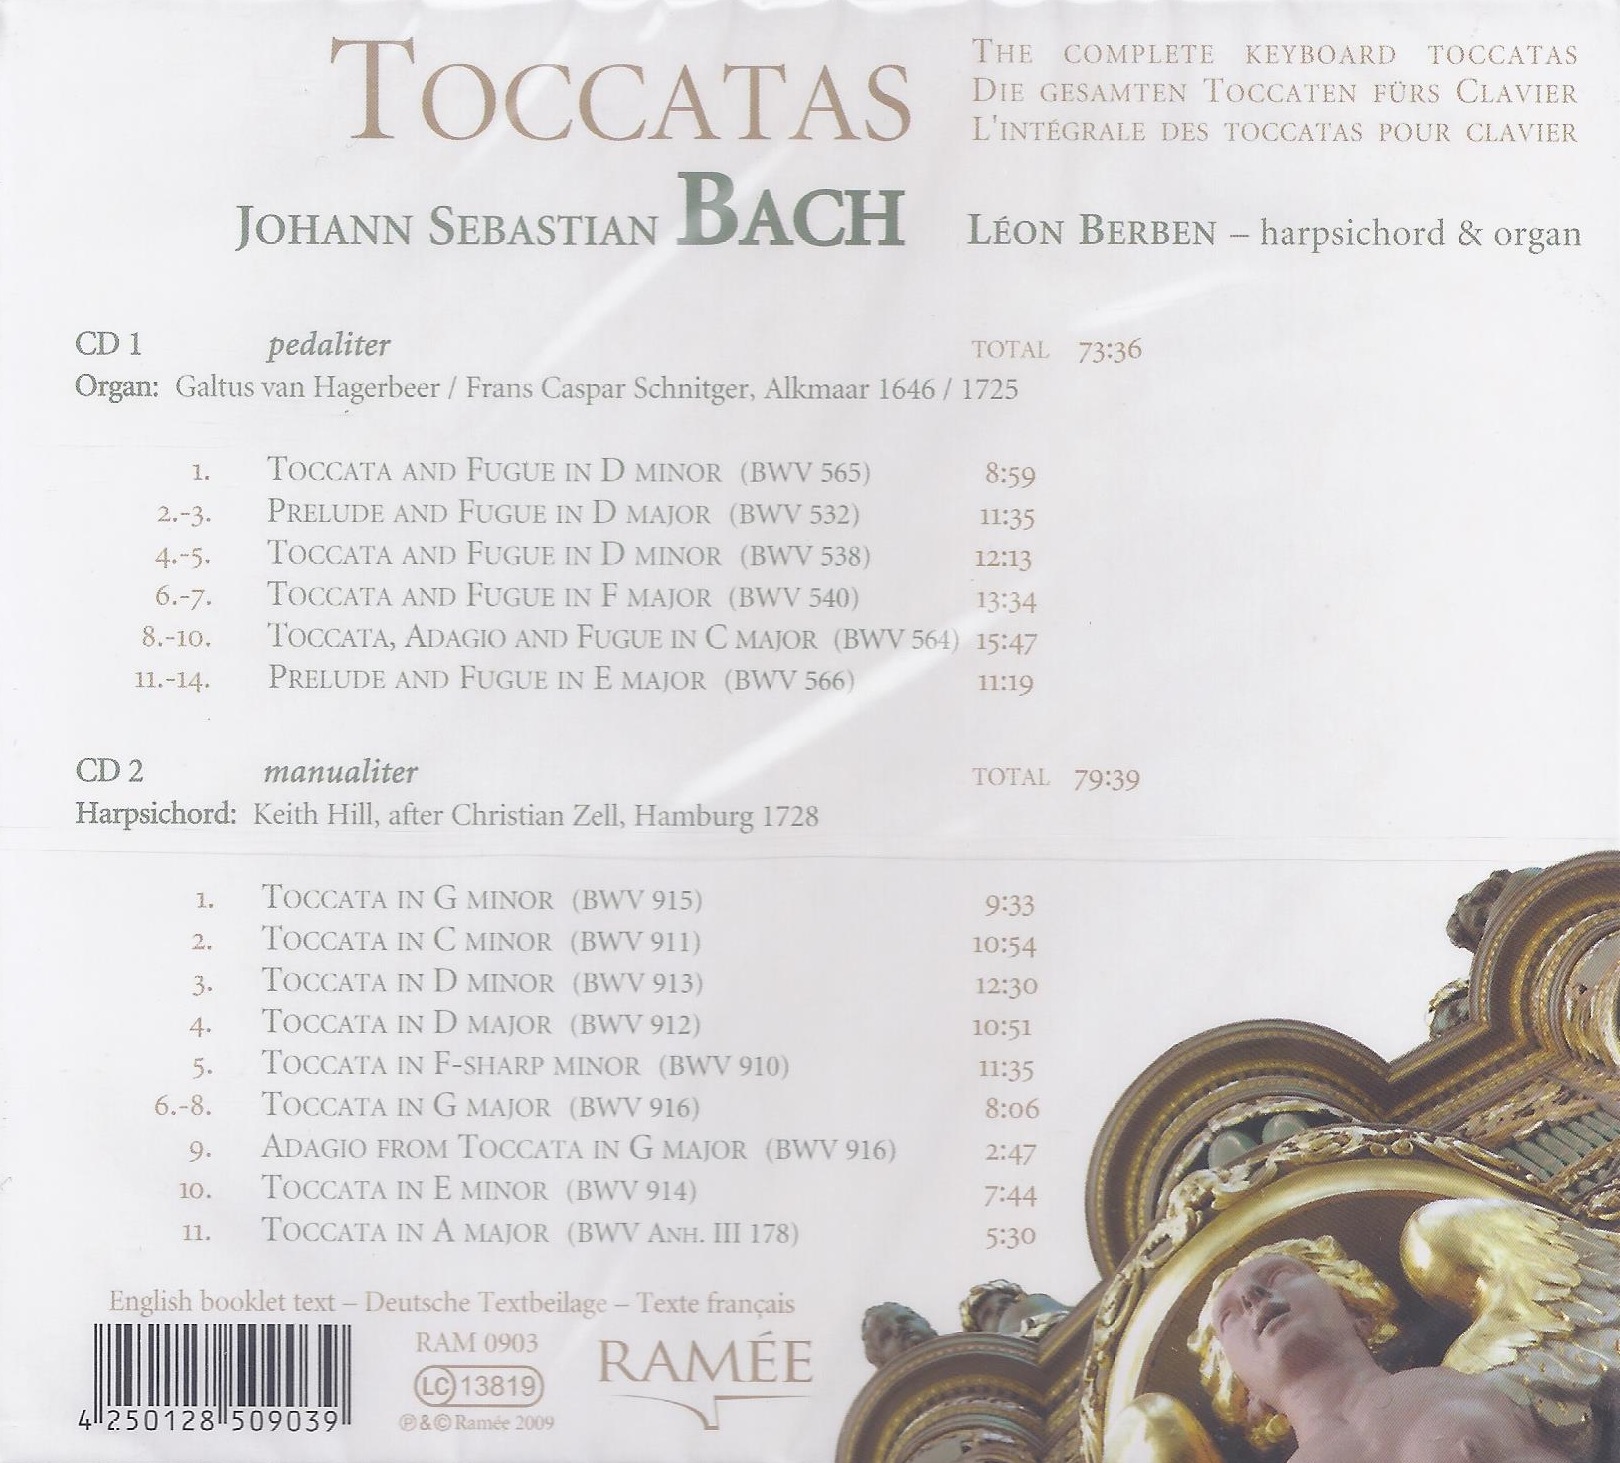 TOCCATAS
THE COMPLETE KEYBOARD TOCCATAS
DIE GESAMTEN TOCCATEN FÜRS CLAVIER
L'INTÉGRALE DES TOCCATAS POUR CLAVIER
JOHANN SEBASTIAN BACH
LÉON BERBEN – harpsichord & organ
CD 1 pedaliter TOTAL 73:36
Organ: Galtus van Hagerbeer / Frans Caspar Schnitger, Alkmaar 1646 / 1725
1. TOCCATA AND FUGUE IN D MINOR (BWV 565) 8:59
2.-3. PRELUDE AND FUGUE IN D MAJOR (BWV 532) 11:35
4.-5. TOCCATA AND FUGUE IN D MINOR (BWV 538) 12:13
6.-7. TOCCATA AND FUGUE IN F MAJOR (BWV 540) 13:34
8.-10. TOCCATA, ADAGIO AND FUGUE IN C MAJOR (BWV 564) 15:47
11.-14. PRELUDE AND FUGUE IN E MAJOR (BWV 566) 11:19
CD 2 manualiter TOTAL 79:39
Harpsichord: Keith Hill, after Christian Zell, Hamburg 1728
1. TOCCATA IN G MINOR (BWV 915) 9:33
2. TOCCATA IN C MINOR (BWV 911) 10:54
3. TOCCATA IN D MINOR (BWV 913) 12:30
4. TOCCATA IN D MAJOR (BWV 912) 10:51
5. TOCCATA IN F-SHARP MINOR (BWV 910) 11:35
6.-8. TOCCATA IN G MAJOR (BWV 916) 8:06
9. ADAGIO FROM TOCCATA IN G MAJOR (BWV 916) 2:47
10. TOCCATA IN E MINOR (BWV 914) 7:44
11. TOCCATA IN A MAJOR (BWV ANH. III 178) 5:30
English booklet text – Deutsche Textbeilage – Texte français
RAM 0903
LC 13819
℗ & © Ramée 2009
RAMÉE
4 250128 509039